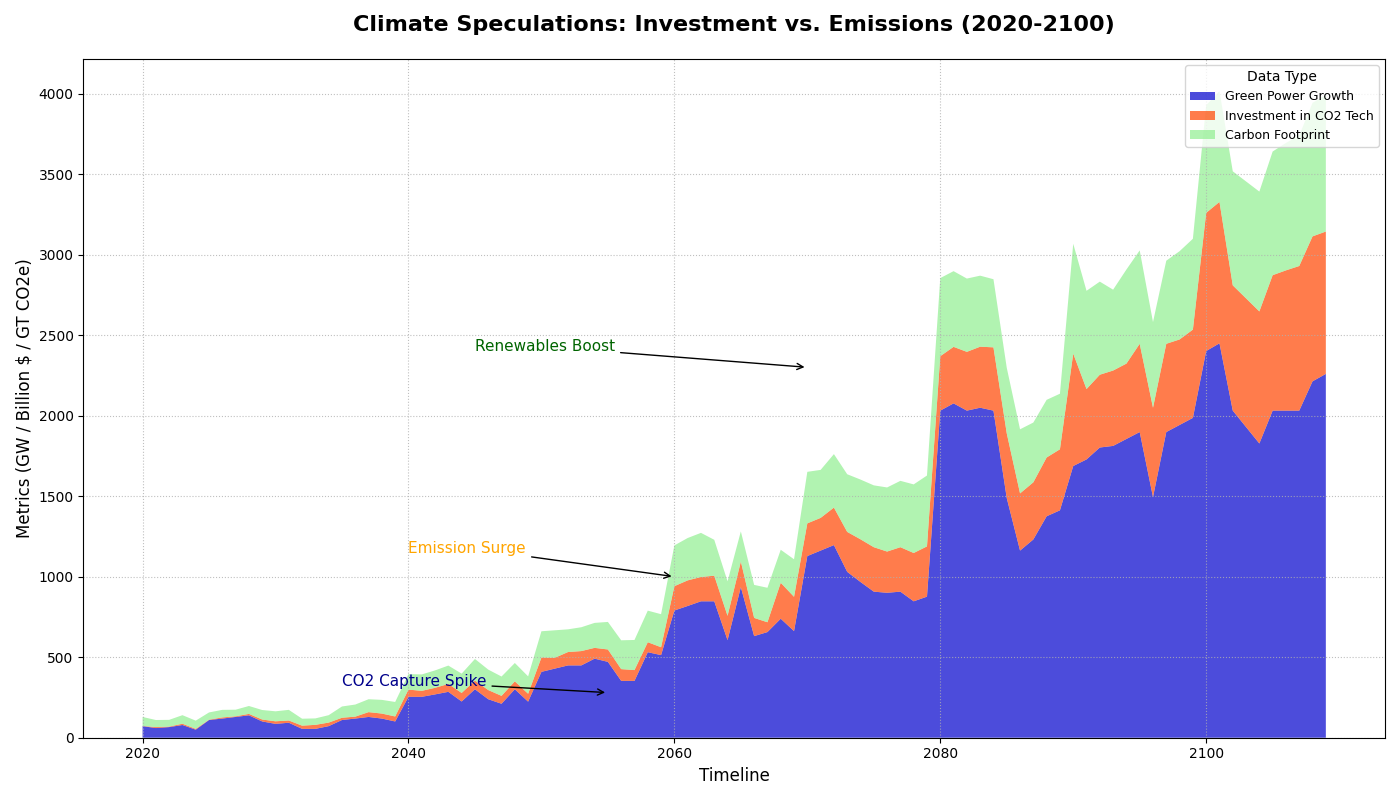 Climate Speculations: Investment vs. Emissions (2020-2100)
Data Type
Green Power Growth
Investment in CO2 Tech
Carbon Footprint
Metrics (GW / Billion $ / GT CO2e)
4000
3500
3000
2500
2000
1500
1000
500
0
Renewables Boost
Emission Surge
CO2 Capture Spike
2020
2040
2060
2080
2100
Timeline